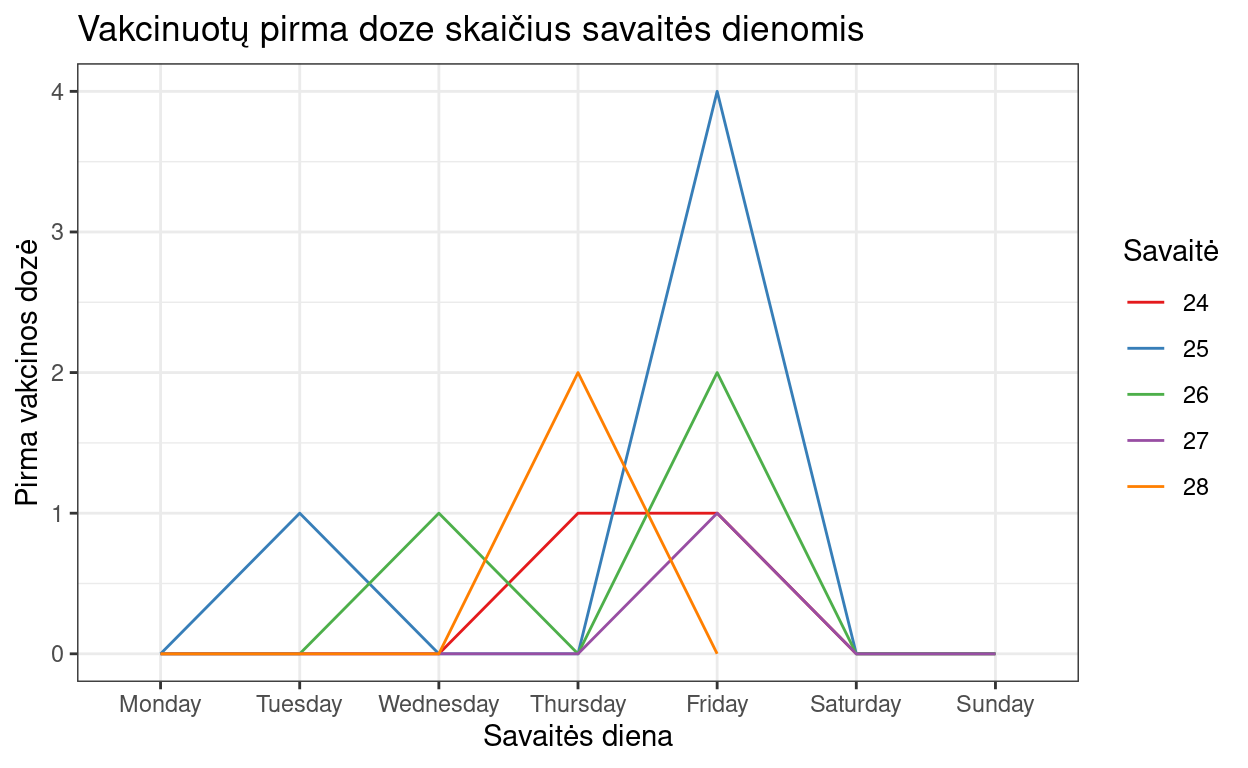 Vakcinuotų pirma doze skaičius savaitės dienomis
Pirma vakcinos dozė
4
3
2
1
0
Monday Tuesday Wednesday Thursday Friday Saturday Sunday
Savaitės diena
Savaitė
24
25
26
27
28